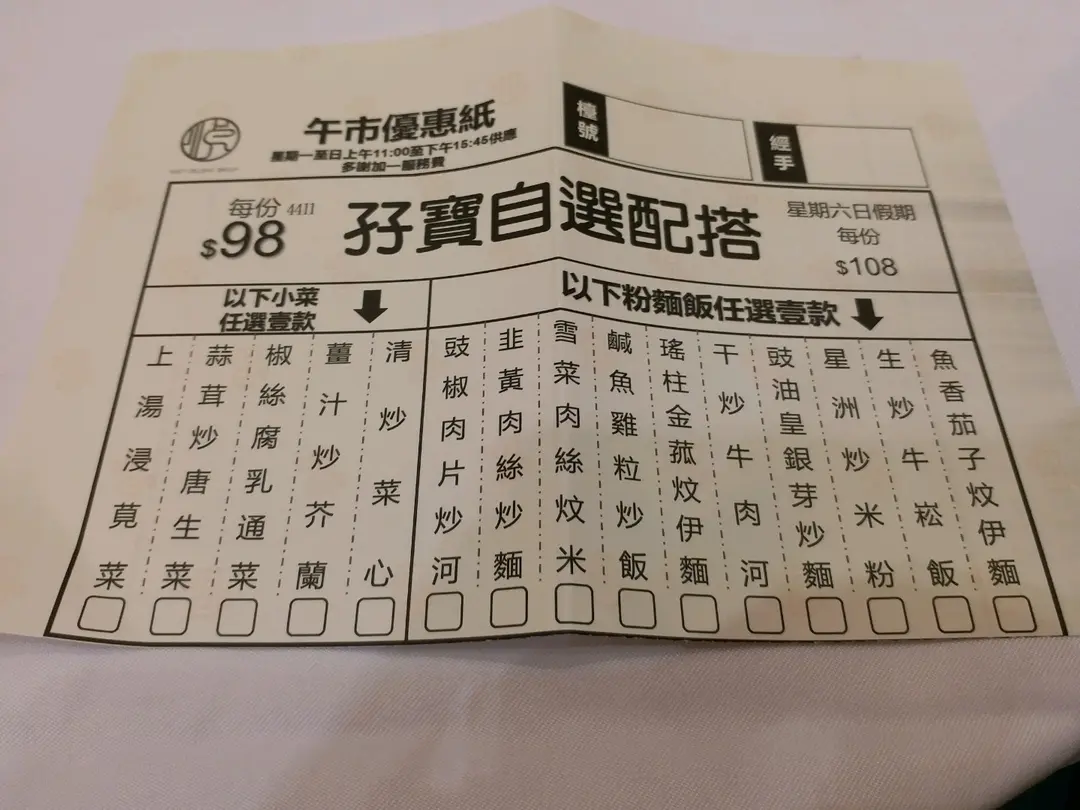 午市優惠紙
星期一至日上午11:00至下午15:45供應
多謝加一服務費
檯號
經手
每份 4411
$98
孖寶自選配搭
星期六日假期
每份
$108
以下小菜
任選壹款
以下粉麵飯任選壹款
上湯浸莧菜
蒜茸炒唐生菜
椒絲腐乳通菜
薑汁炒芥蘭
清炒菜心
豉椒肉片炒河
韭黃肉絲炒麵
雪菜肉絲炆米
鹹魚雞粒炒飯
瑤柱金菰炆伊麵
干炒牛肉河
豉油皇銀芽炒麵
星洲炒米粉
生炒牛崧飯
魚香茄子炆伊麵